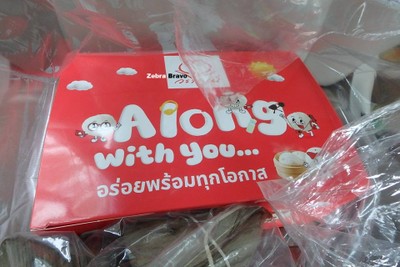 Zebra Bravo
Along
with you...
อร่อยพร้อมทุกโอกาส